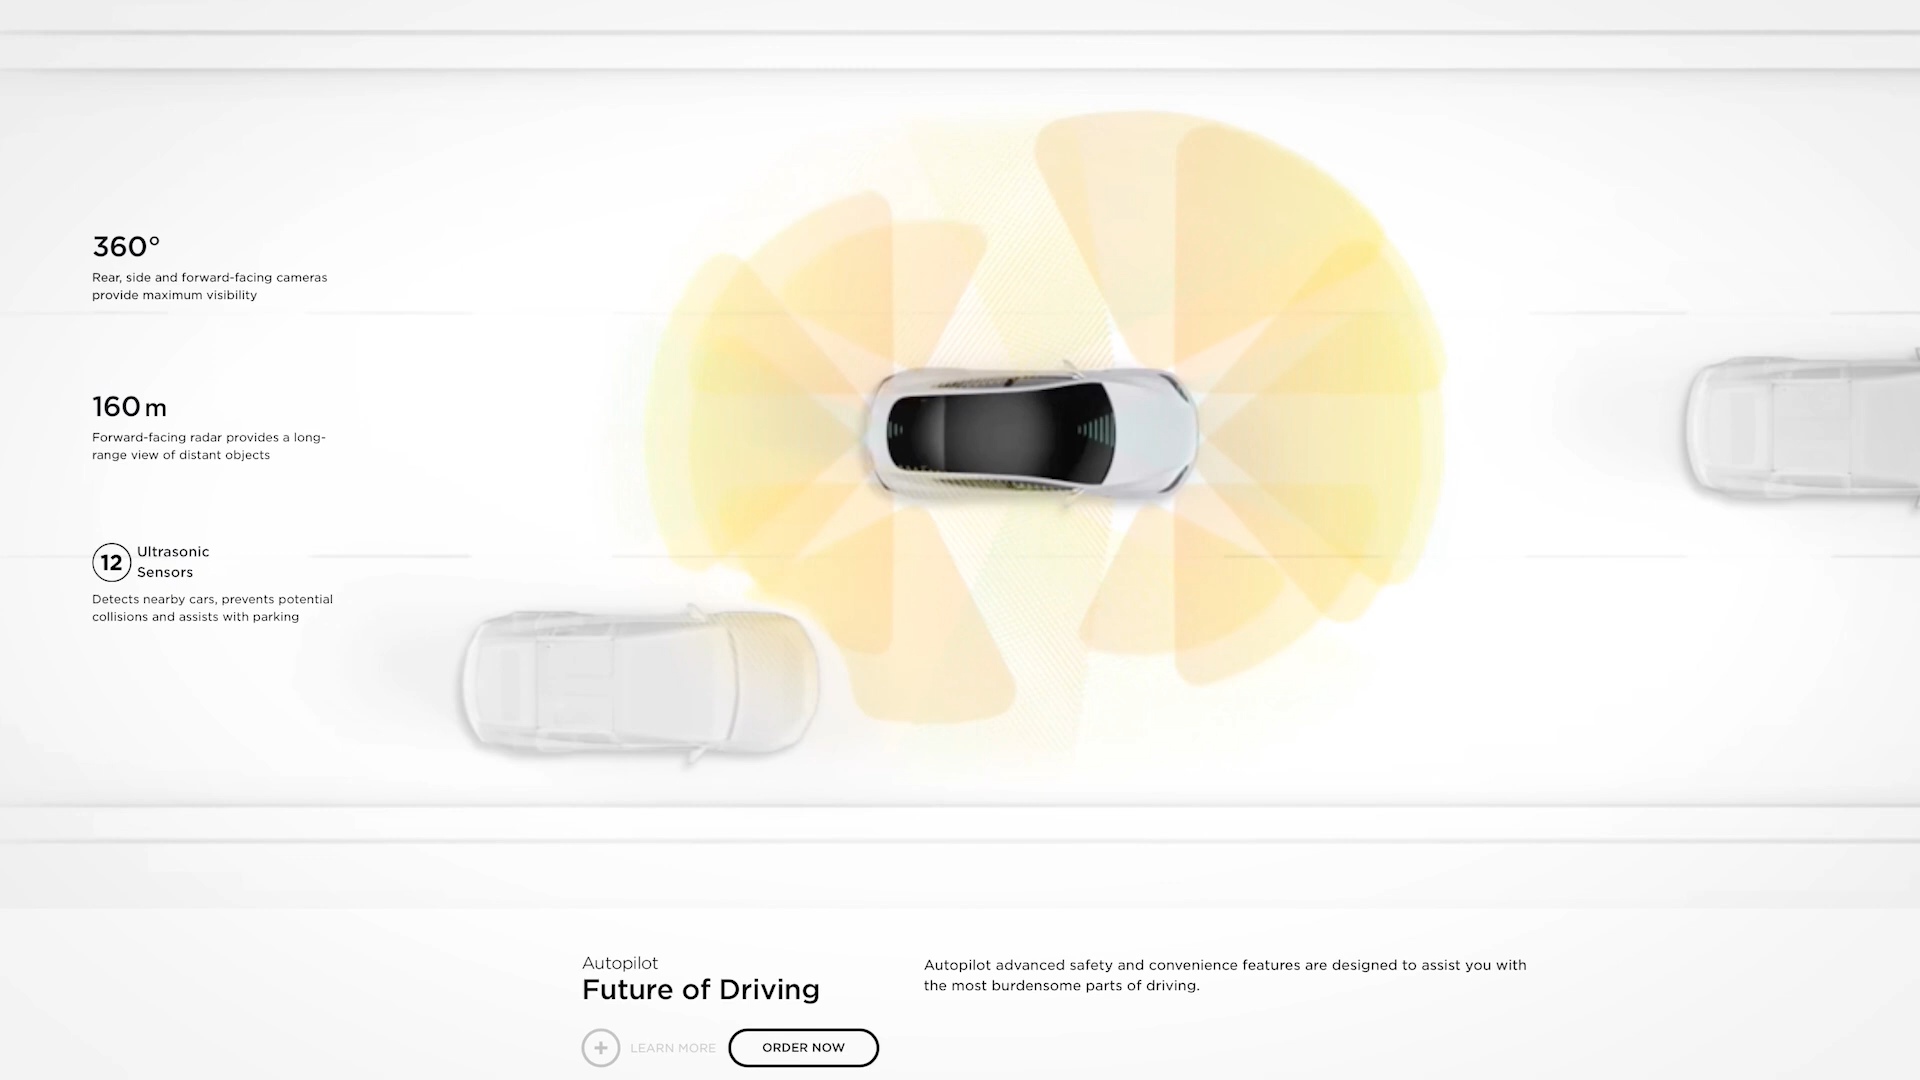 360°
Rear, side and forward-facing cameras
provide maximum visibility
160 m
Forward-facing radar provides a long-
range view of distant objects
12
Ultrasonic
Sensors
Detects nearby cars, prevents potential
collisions and assists with parking
Autopilot
Future of Driving
LEARN MORE
ORDER NOW
Autopilot advanced safety and convenience features are designed to assist you with
the most burdensome parts of driving.